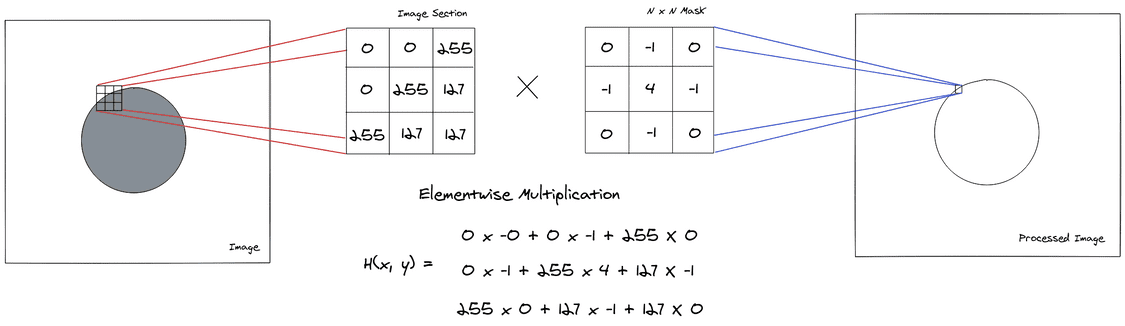 Image Section
N x N Mask
0 0 255
0 -1 0
0 255 127
-1 4 -1
255 127 127
0 -1 0
Image
Processed Image
Elementwise Multiplication
0 x -0 + 0 x -1 + 255 x 0
H(x, y) =
0 x -1 + 255 x 4 + 127 x -1
255 x 0 + 127 x -1 + 127 x 0